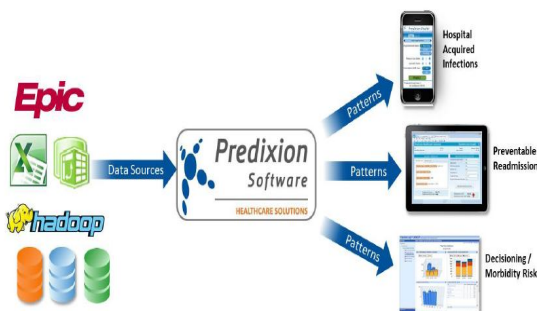 Epic
hadoop
Data Sources
Predixion
Software
HEALTHCARE SOLUTIONS
Patterns
Hospital
Acquired
Infections
Patterns
Preventable
Readmission
Patterns
Decisioning /
Morbidity Risk